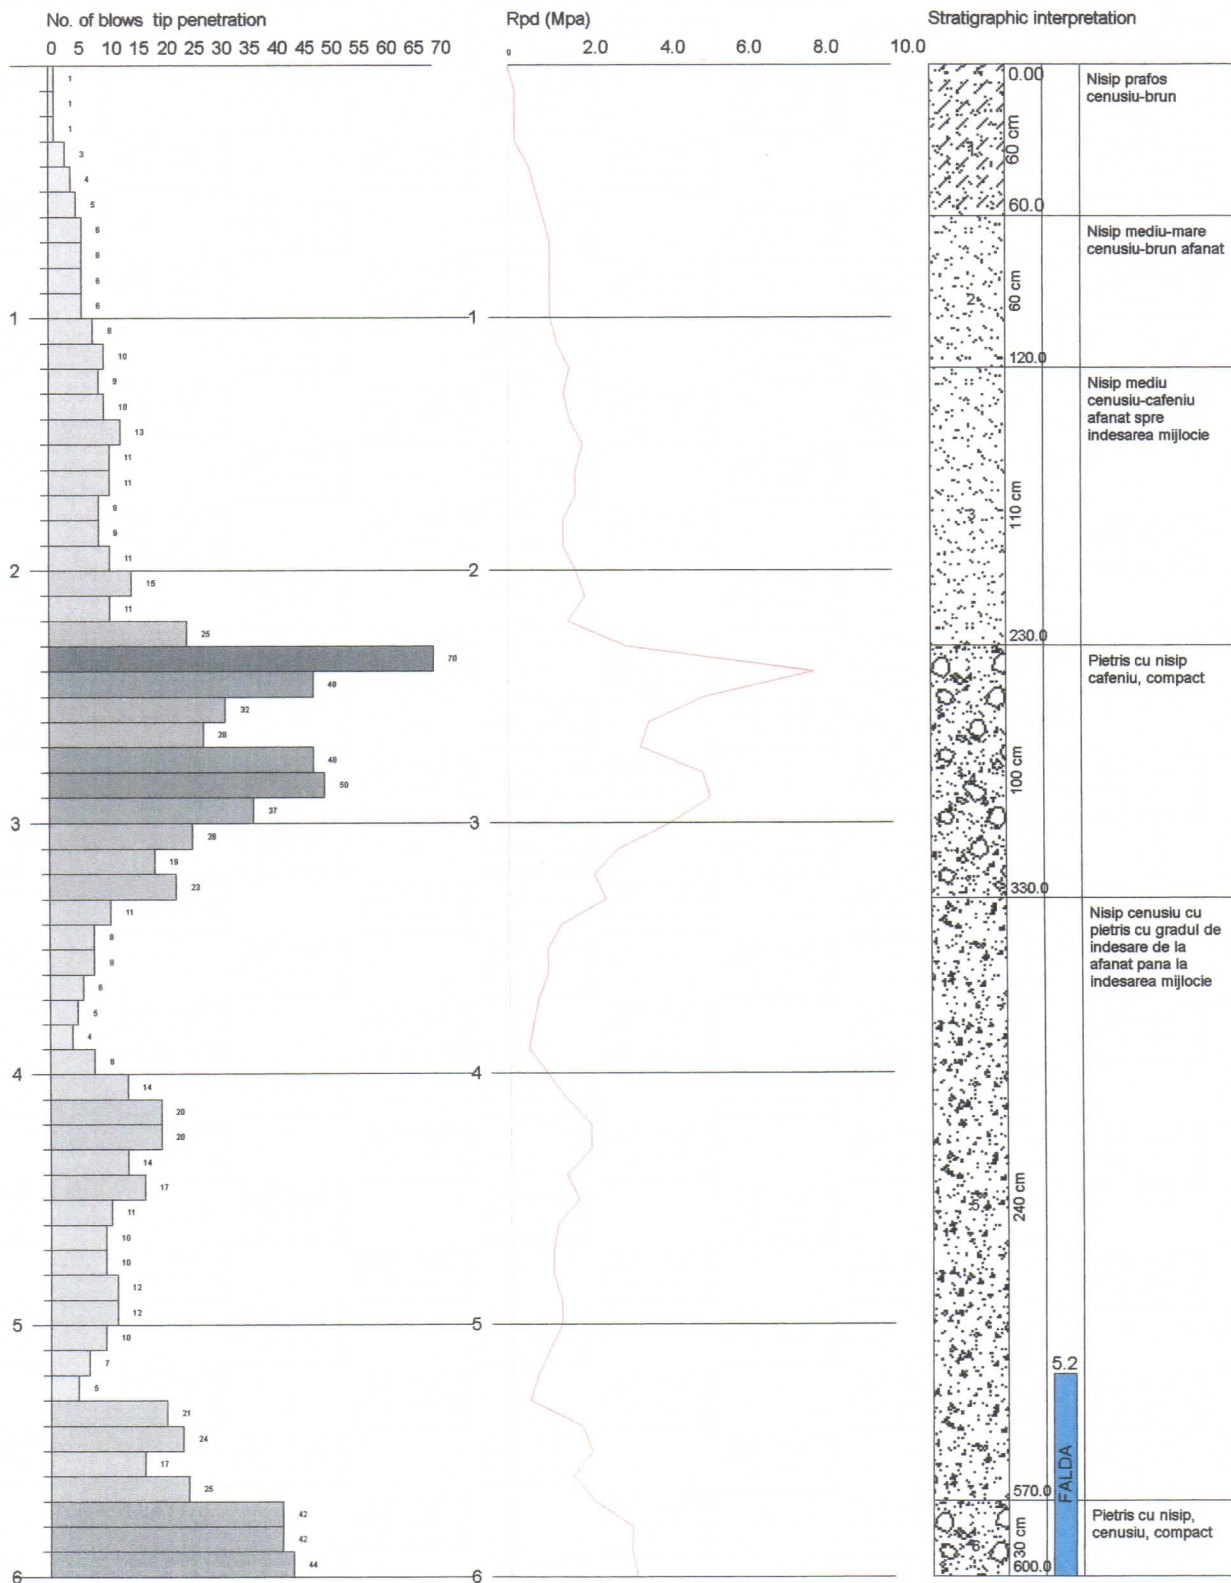 No. of blows tip penetration
Rpd (Mpa)
Stratigraphic interpretation
0 5 10 15 20 25 30 35 40 45 50 55 60 65 70
0 2.0 4.0 6.0 8.0 10.0
1
1
1
3
4
5
6
6
6
6
1
8
10
9
10
13
11
11
9
9
11
2
15
11
25
70
48
32
28
48
50
37
3
26
19
23
11
8
8
6
5
4
8
4
14
20
20
14
17
11
10
10
12
12
5
10
7
5
21
24
17
25
42
42
44
6
1
2
3
4
5
6
0.00
1
60 cm
60.0
2
60 cm
120.0
3
110 cm
230.0
4
100 cm
330.0
5
240 cm
570.0
6
30 cm
600.0
5.2
FALDA
Nisip prafos
cenusiu-brun
Nisip mediu-mare
cenusiu-brun afanat
Nisip mediu
cenusiu-cafeniu
afanat spre
indesarea mijlocie
Pietris cu nisip
cafeniu, compact
Nisip cenusiu cu
pietris cu gradul de
indesare de la
afanat pana la
indesarea mijlocie
Pietris cu nisip,
cenusiu, compact